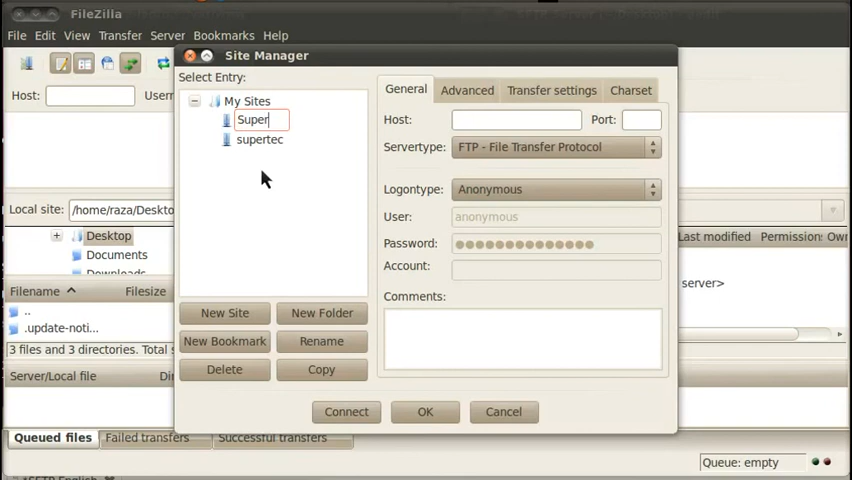 FileZilla
File Edit View Transfer Server Bookmarks Help
Site Manager
Select Entry:
My Sites
Super
supertec
General Advanced Transfer settings Charset
Host: Port:
Servertype: FTP - File Transfer Protocol
Logontype: Anonymous
User: anonymous
Password:
Account:
Comments:
New Site New Folder
New Bookmark Rename
Delete Copy
Connect OK Cancel
Host: Usern
Local site: /home/raza/Deskto
Desktop
Documents
Downloads
Last modified Permission: Own
server>
Filename Filesize
..
.update-noti...
3 files and 3 directories. Total s
Server/Local file Dir
Queued files Failed transfers Successful transfers
Queue: empty